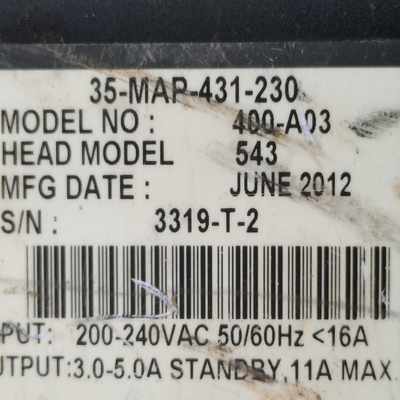 35-MAP-431-230
MODEL NO : 400-A03
HEAD MODEL 543
MFG DATE : JUNE 2012
S/N : 3319-T-2
PUT: 200-240VAC 50/60Hz <16A
UTPUT:3.0-5.0A STANDBY,11A MAX.